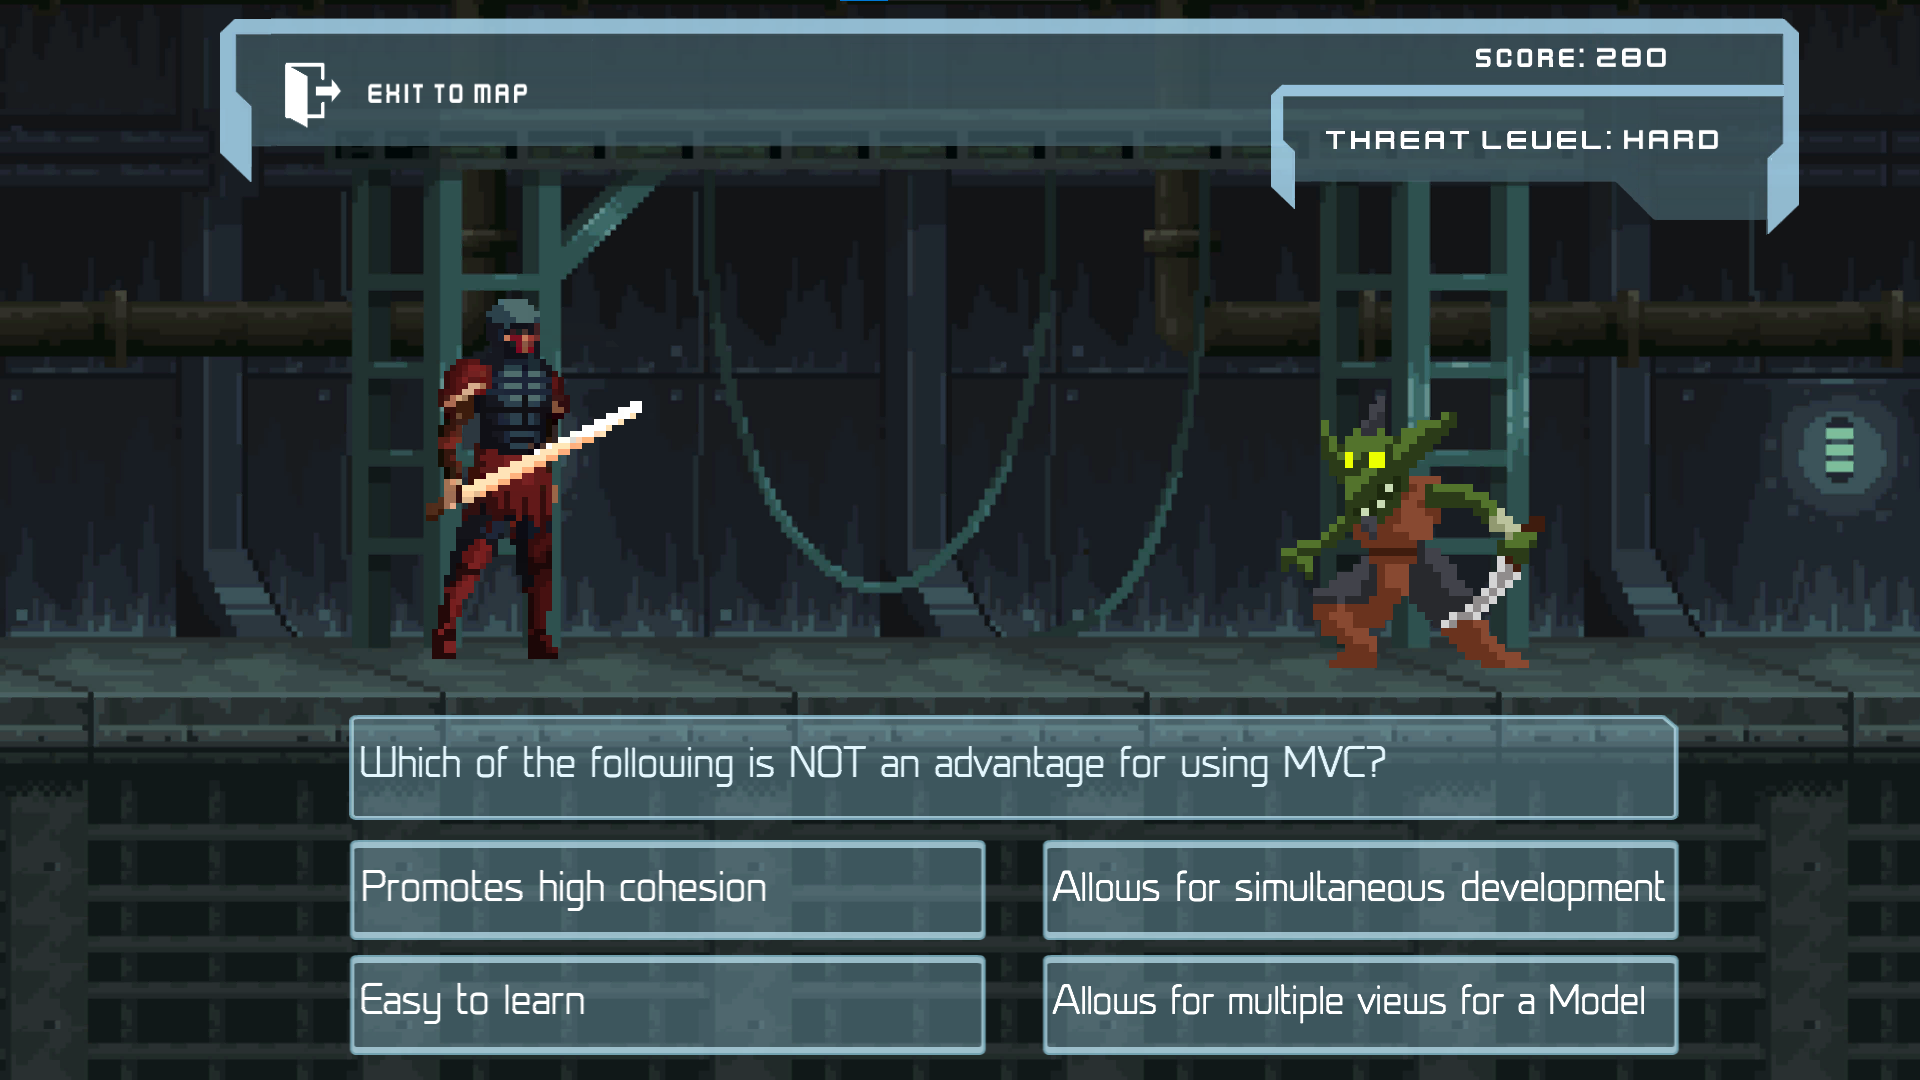 SCORE: 280
EXIT TO MAP
THREAT LEVEL: HARD
Which of the following is NOT an advantage for using MVC?
Promotes high cohesion
Allows for simultaneous development
Easy to learn
Allows for multiple views for a Model